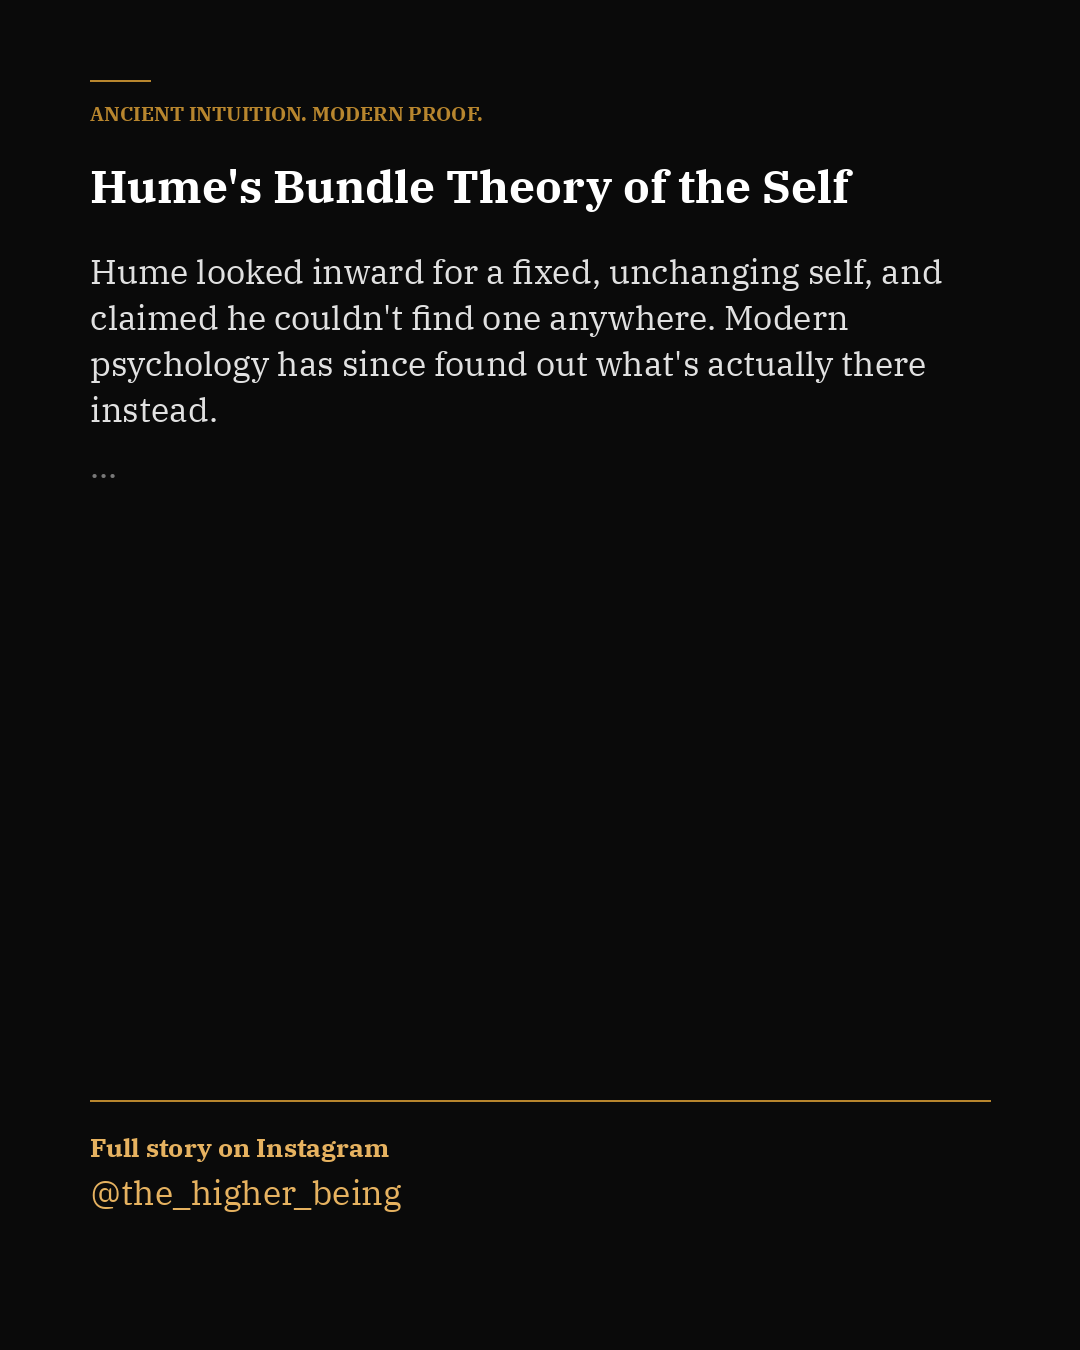 ANCIENT INTUITION. MODERN PROOF.
Hume's Bundle Theory of the Self
Hume looked inward for a fixed, unchanging self, and
claimed he couldn't find one anywhere. Modern
psychology has since found out what's actually there
instead.
...
Full story on Instagram
@the_higher_being